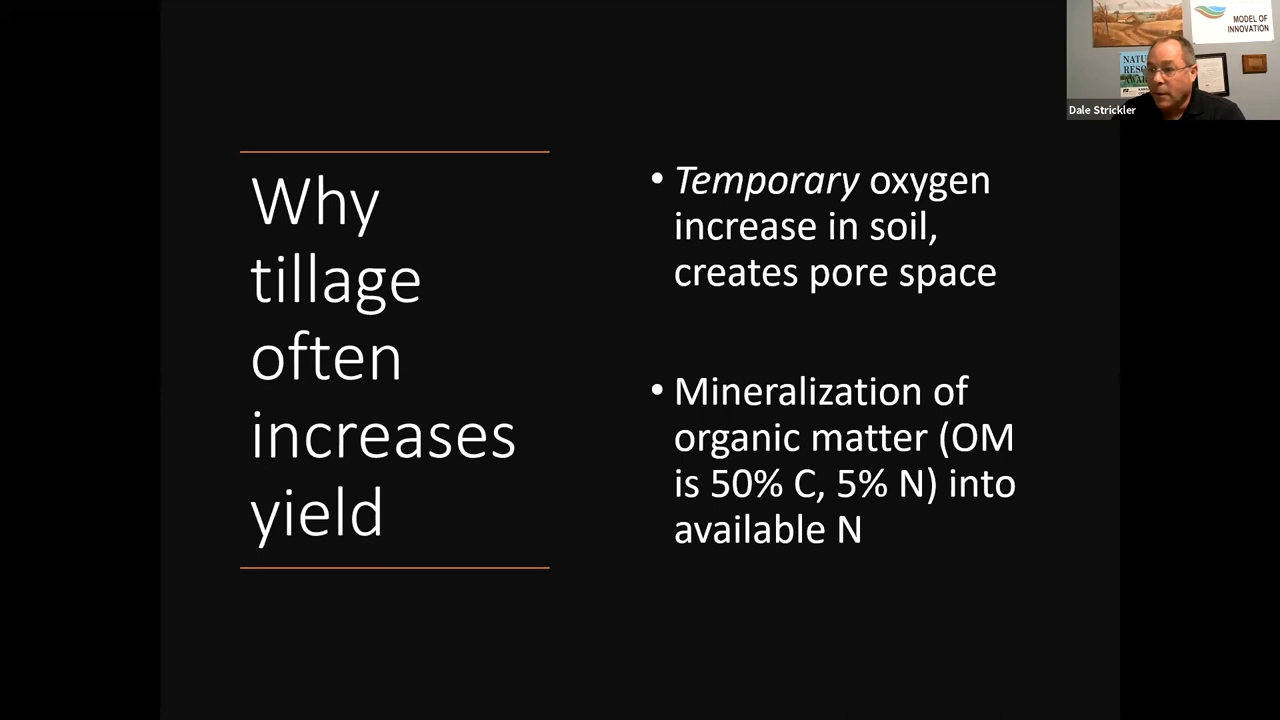 Why
tillage
often
increases
yield
• Temporary oxygen
increase in soil,
creates pore space
• Mineralization of
organic matter (OM
is 50% C, 5% N) into
available N
MODEL OF
INNOVATION
Dale Strickler